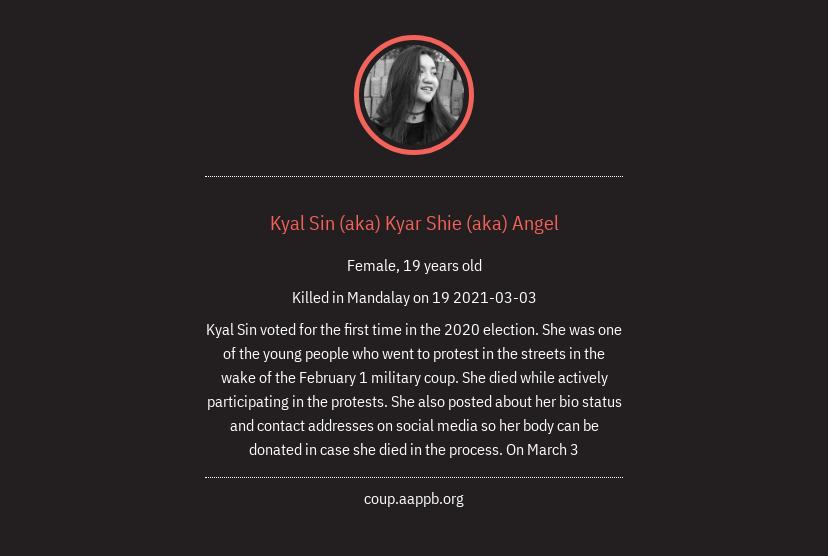 Kyal Sin (aka) Kyar Shie (aka) Angel
Female, 19 years old
Killed in Mandalay on 19 2021-03-03
Kyal Sin voted for the first time in the 2020 election. She was one
of the young people who went to protest in the streets in the
wake of the February 1 military coup. She died while actively
participating in the protests. She also posted about her bio status
and contact addresses on social media so her body can be
donated in case she died in the process. On March 3
coup.aappb.org